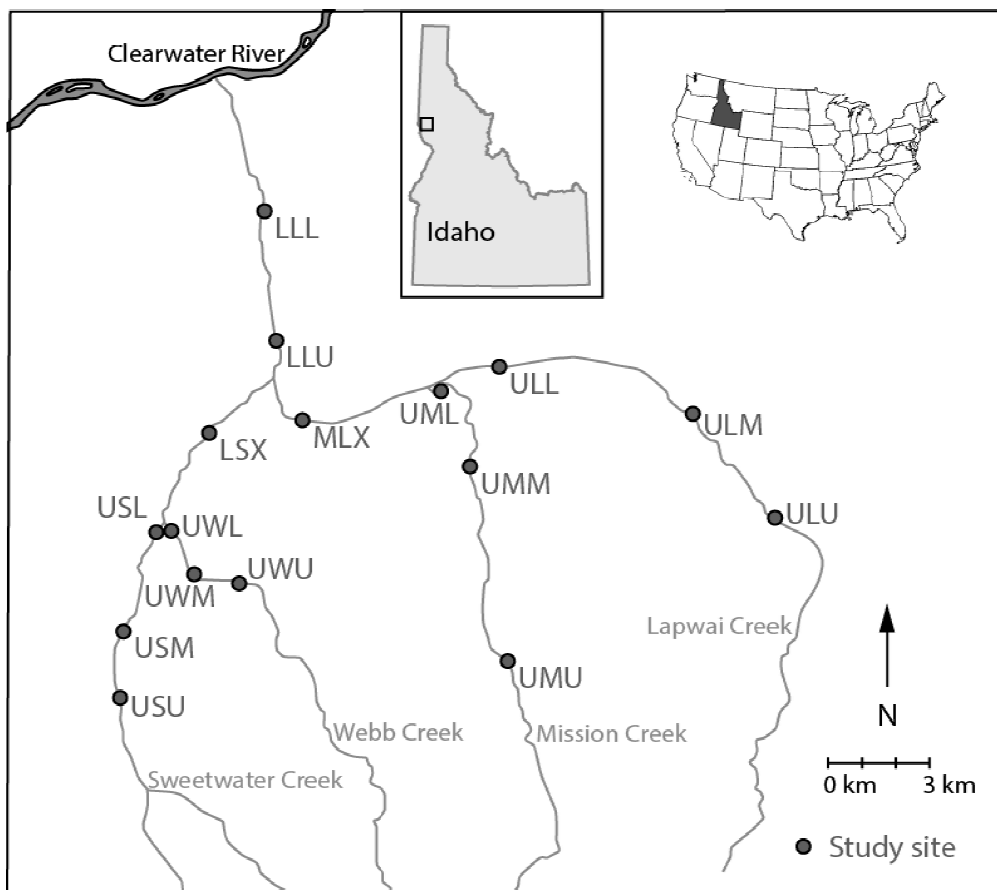 Clearwater River
Idaho
LLL
LLU
ULL
UML
ULM
MLX
LSX
UMM
USL
UWL
ULU
UWU
UWM
USM
Lapwai Creek
UMU
USU
N
Webb Creek
Mission Creek
Sweetwater Creek
0 km
3 km
Study site